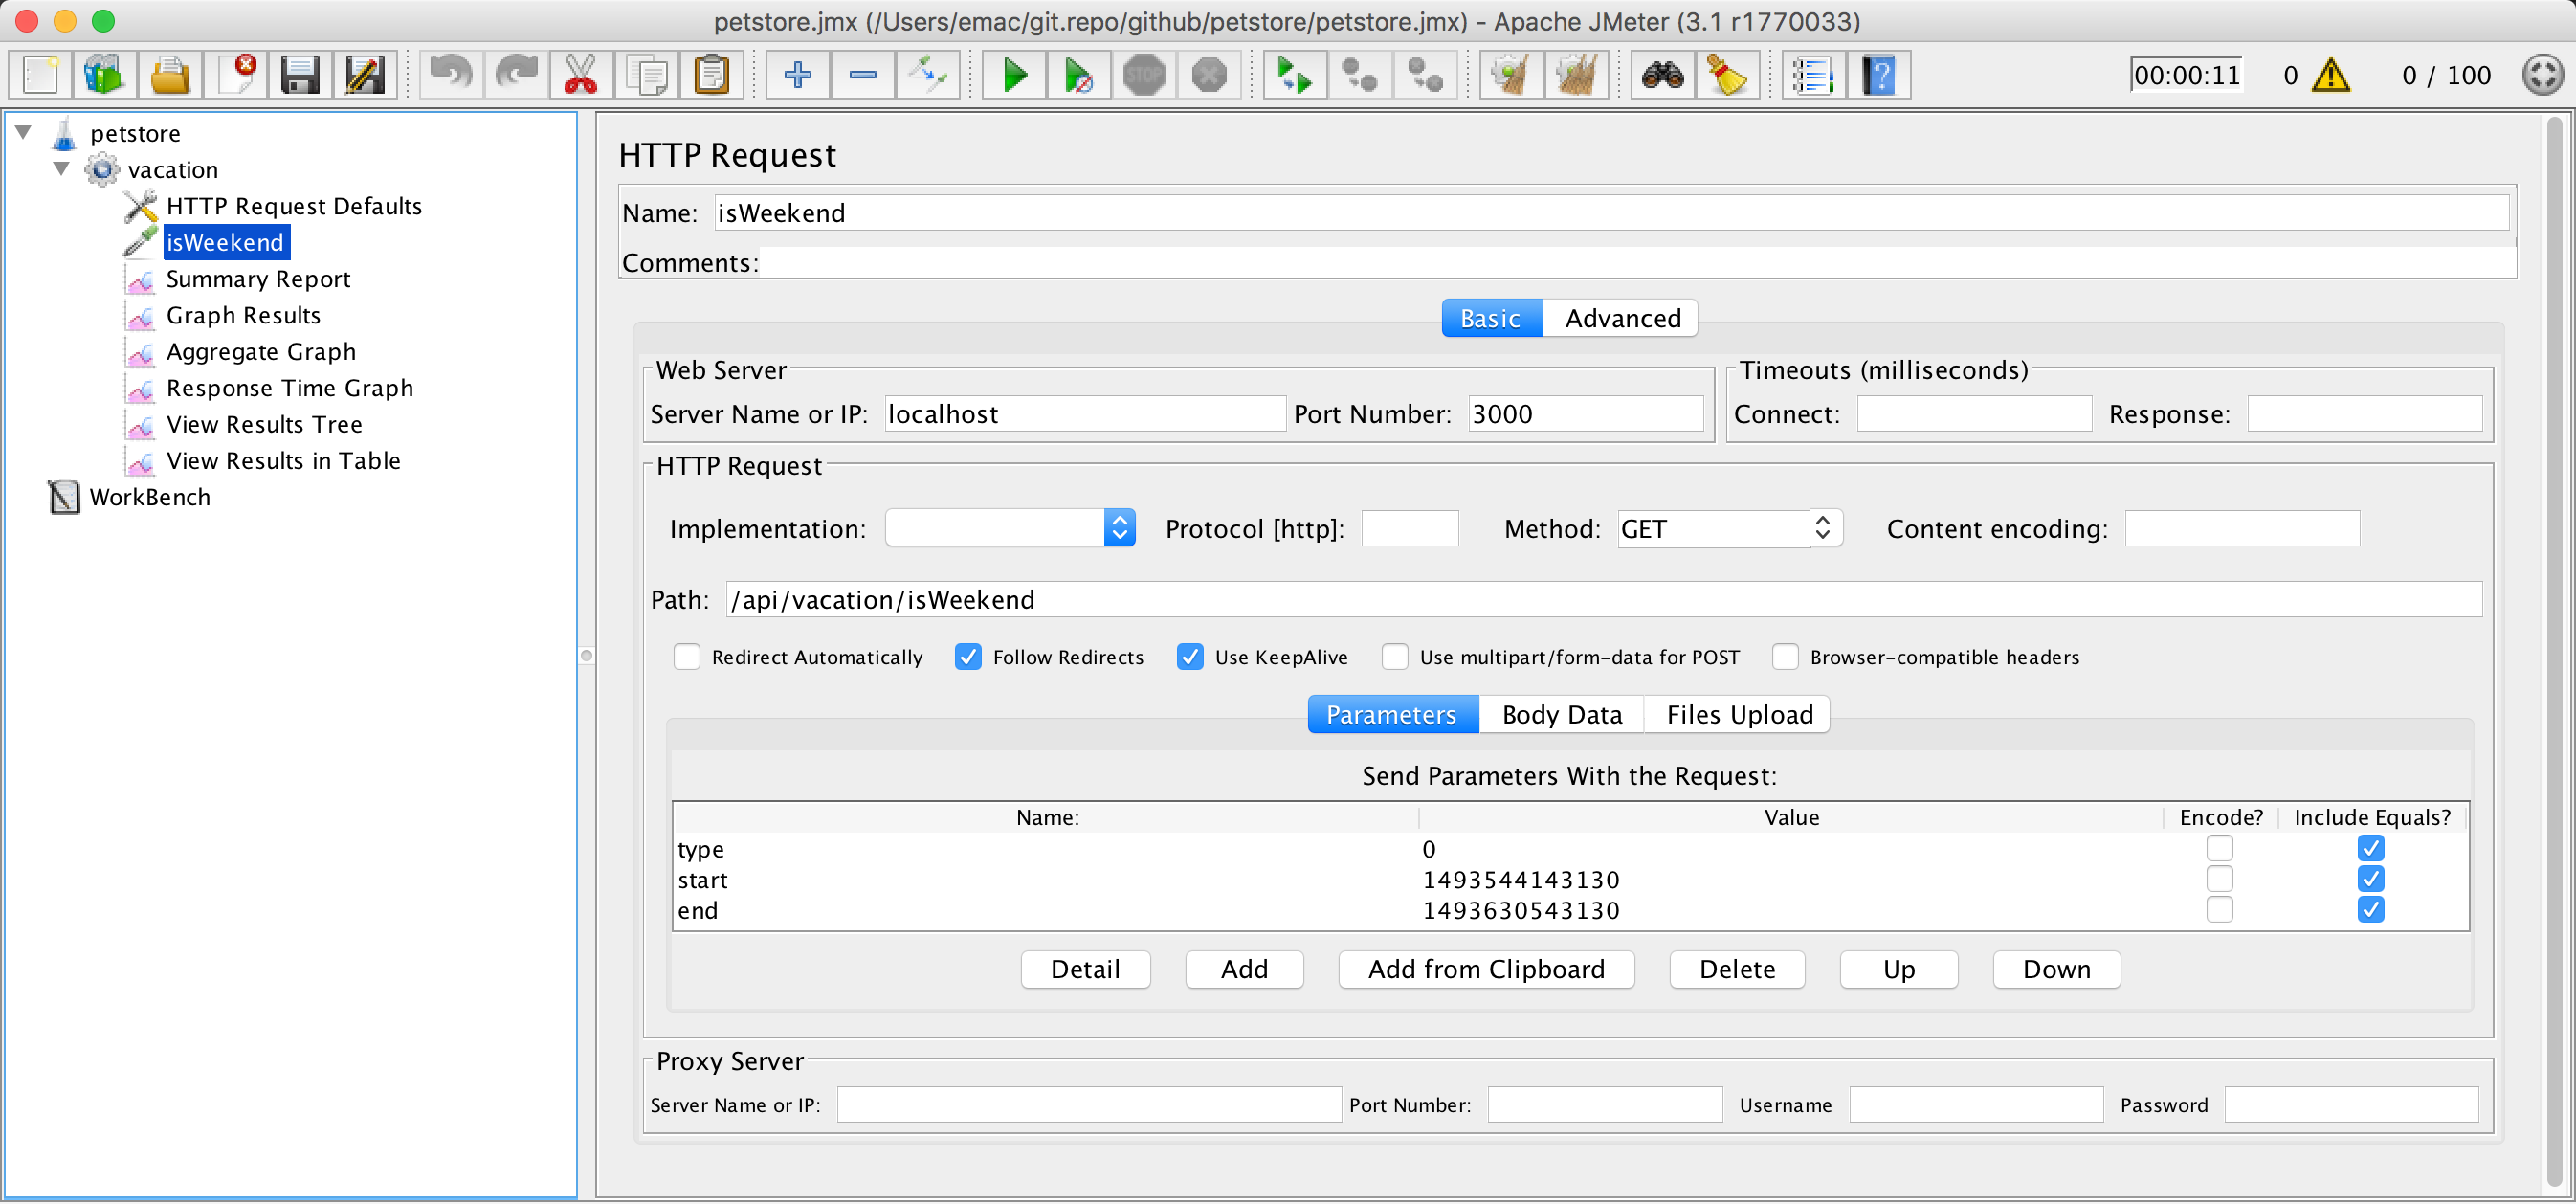 petstore.jmx (/Users/emac/git.repo/github/petstore/petstore.jmx) - Apache JMeter (3.1 r1770033)
STOP
00:00:11 0 0 / 100
petstore
vacation
HTTP Request Defaults
isWeekend
Summary Report
Graph Results
Aggregate Graph
Response Time Graph
View Results Tree
View Results in Table
WorkBench
HTTP Request
Name: isWeekend
Comments:
Basic Advanced
Web Server
Server Name or IP: localhost Port Number: 3000
Timeouts (milliseconds)
Connect: Response:
HTTP Request
Implementation: Protocol [http]: Method: GET Content encoding:
Path: /api/vacation/isWeekend
Redirect Automatically Follow Redirects Use KeepAlive Use multipart/form-data for POST Browser-compatible headers
Parameters Body Data Files Upload
Send Parameters With the Request:
Name: Value Encode? Include Equals?
type 0
start 1493544143130
end 1493630543130
Detail Add Add from Clipboard Delete Up Down
Proxy Server
Server Name or IP: Port Number: Username Password